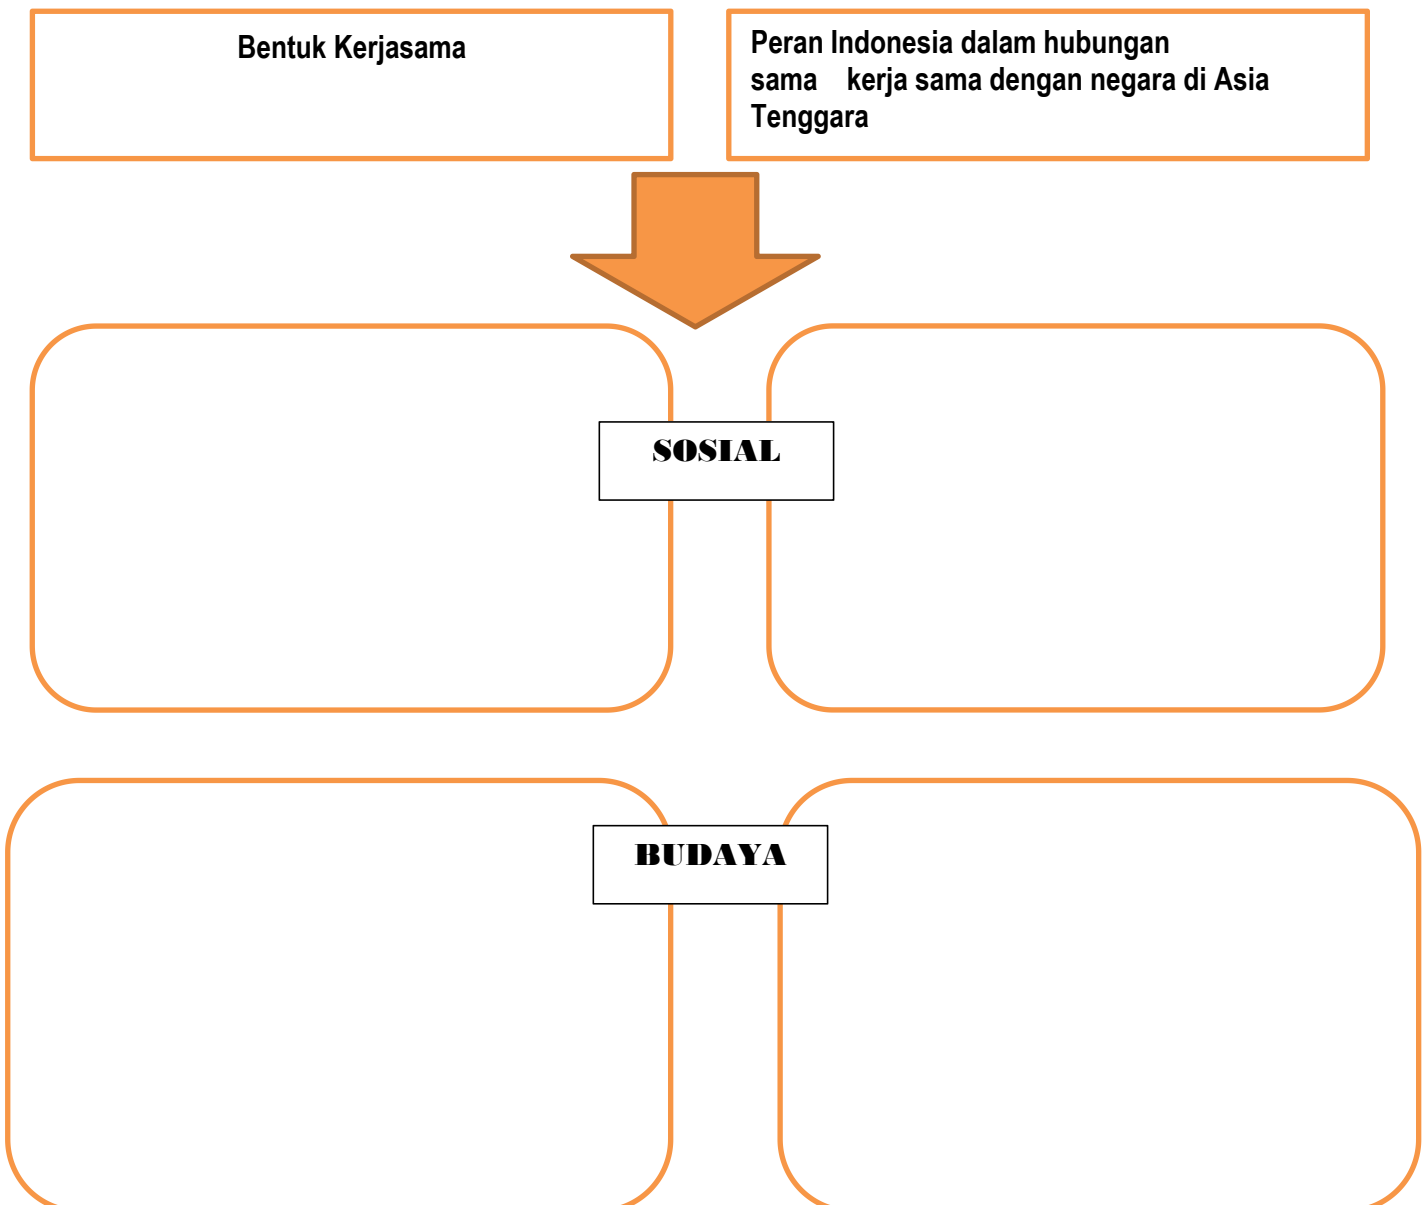 Bentuk Kerjasama
Peran Indonesia dalam hubungan
sama kerja sama dengan negara di Asia
Tenggara
SOSIAL
BUDAYA